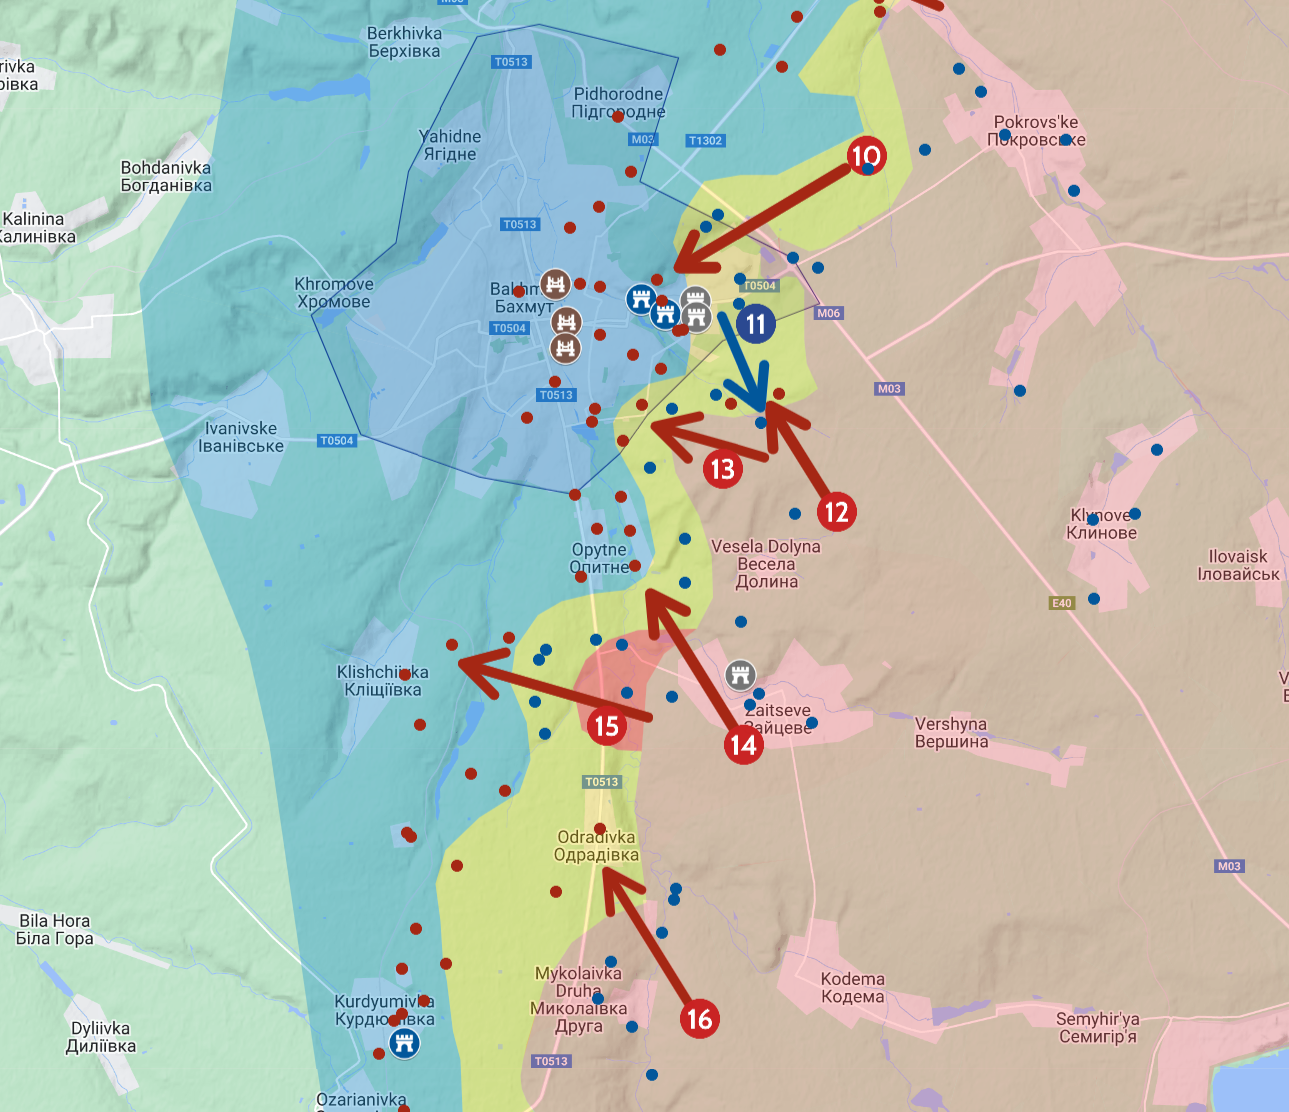 Berkhivka
Берхівка
T0513
rivka
рівка
Pidhorodne
Підгородне
Pokrovs'ke
Покровське
Yahidne
Ягідне
M03
T1302
10
Bohdanivka
Богданівка
Kalinina
Калинівка
T0513
Khromove
Хромове
Бахмут
T0504
T0504
M06
11
T0513
M03
Ivanivske
Іванівське
T0504
13
12
Klynove
Клинове
Opytne
Опитне
Vesela Dolyna
Весела
Долина
Ilovaisk
Іловайськ
E40
Klishchiivka
Кліщіївка
15
14
Zaitseve
Зайцеве
Vershyna
Вершина
T0513
Odradivka
Одрадівка
M03
Bila Hora
Біла Гора
Mykolaivka
Druha
Миколаївка
Друга
Kodema
Кодема
Kurdyumivka
Курдюмівка
16
Dyliivka
Диліївка
Semyhir'ya
Семигір'я
T0513
Ozarianivka